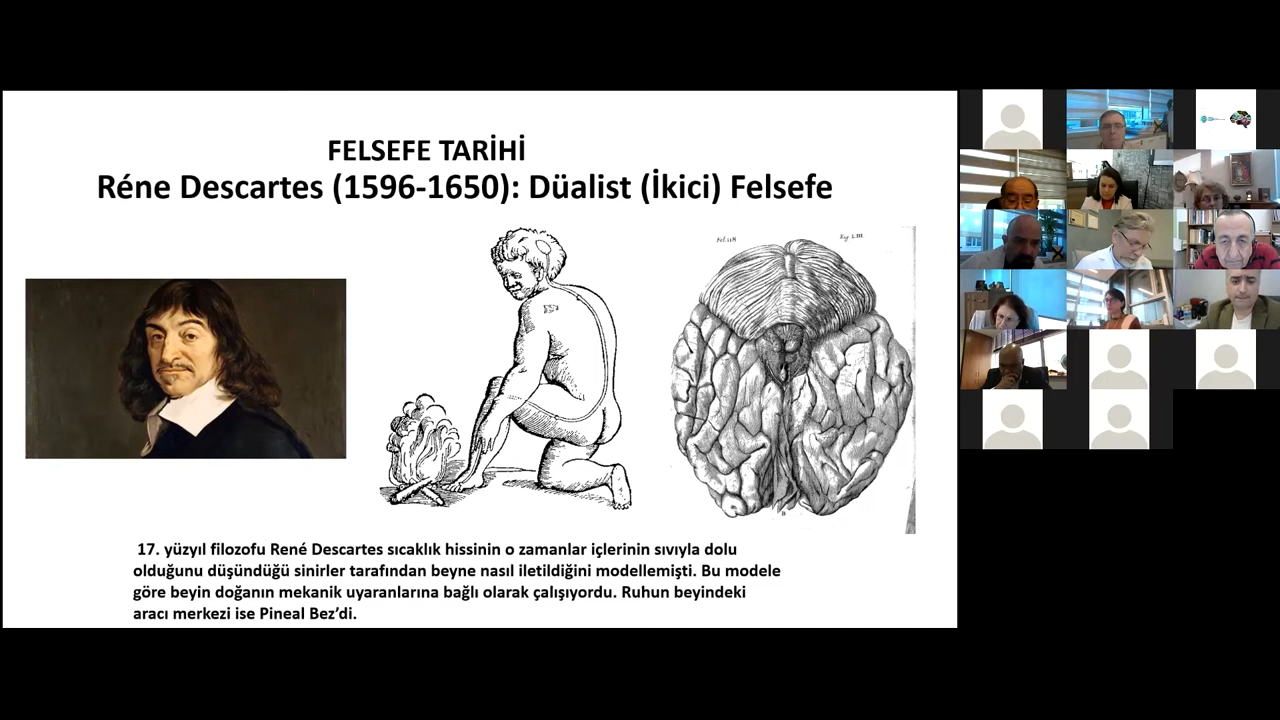 FELSEFE TARİHİ
Réne Descartes (1596-1650): Düalist (İkici) Felsefe
17. yüzyıl filozofu René Descartes sıcaklık hissinin o zamanlar içlerinin sıvıyla dolu
olduğunu düşündüğü sinirler tarafından beyne nasıl iletildiğini modellemişti. Bu modele
göre beyin doğanın mekanik uyaranlarına bağlı olarak çalışıyordu. Ruhun beyindeki
aracı merkezi ise Pineal Bez’di.